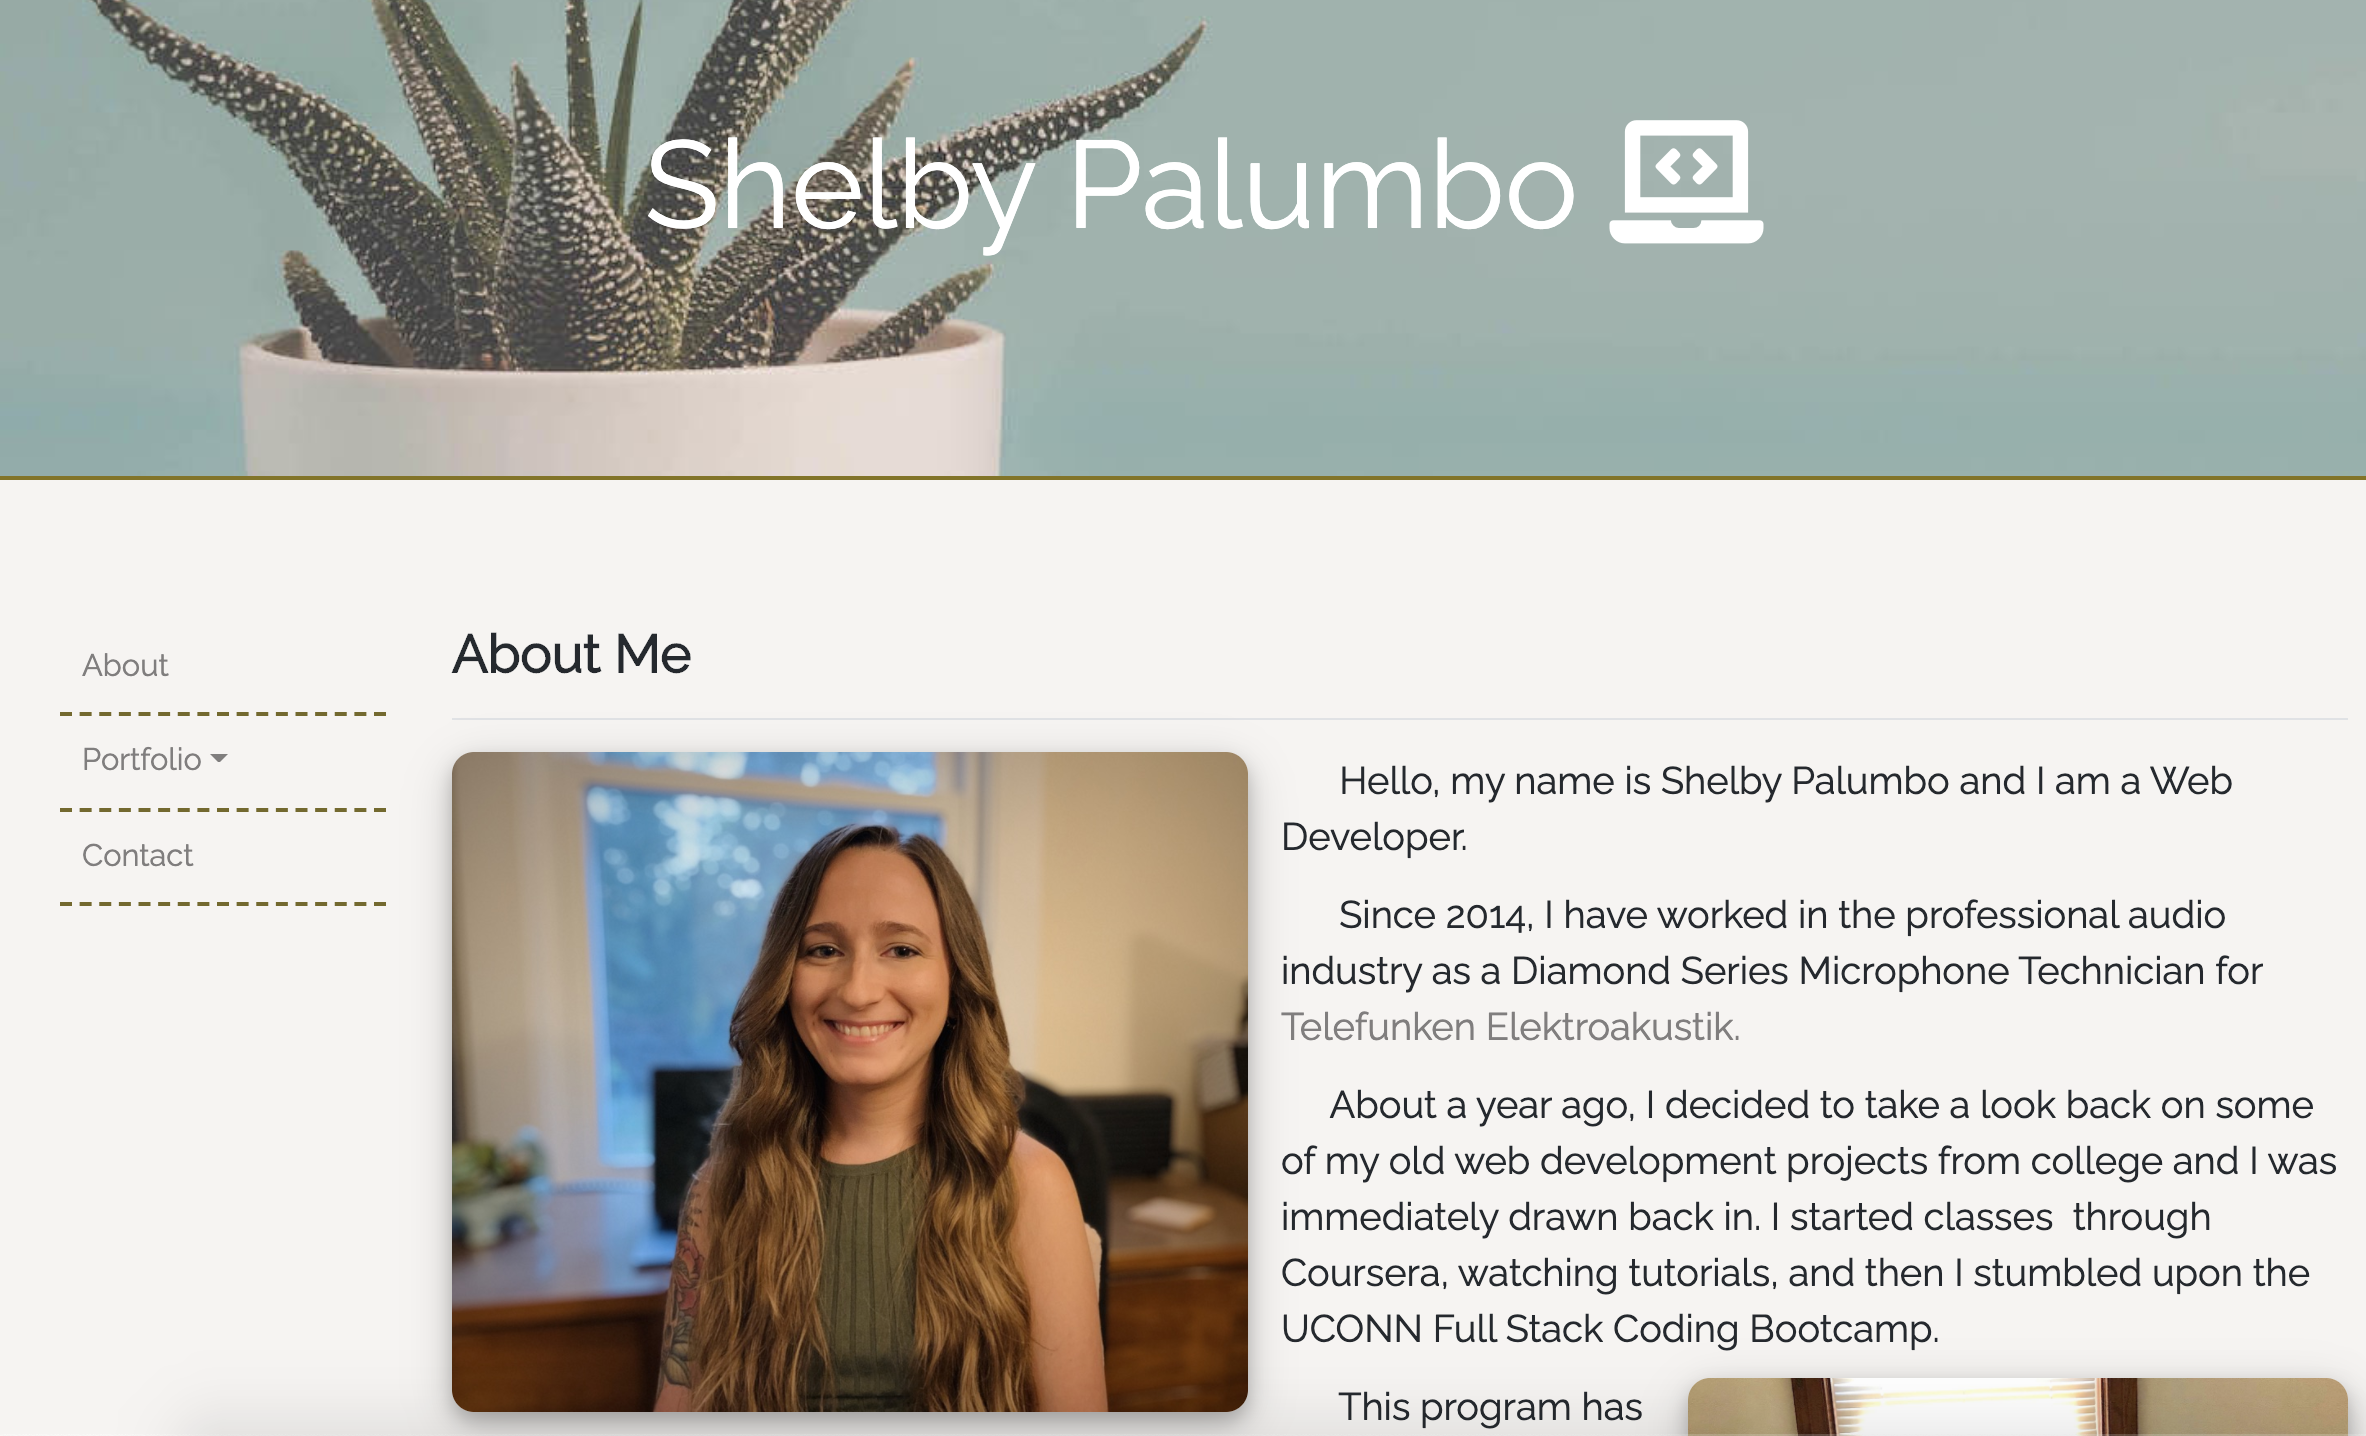 Shelby Palumbo
About
Portfolio
Contact
About Me
Hello, my name is Shelby Palumbo and I am a Web
Developer.
Since 2014, I have worked in the professional audio
industry as a Diamond Series Microphone Technician for
Telefunken Elektroakustik.
About a year ago, I decided to take a look back on some
of my old web development projects from college and I was
immediately drawn back in. I started classes  through
Coursera, watching tutorials, and then I stumbled upon the
UCONN Full Stack Coding Bootcamp.
This program has